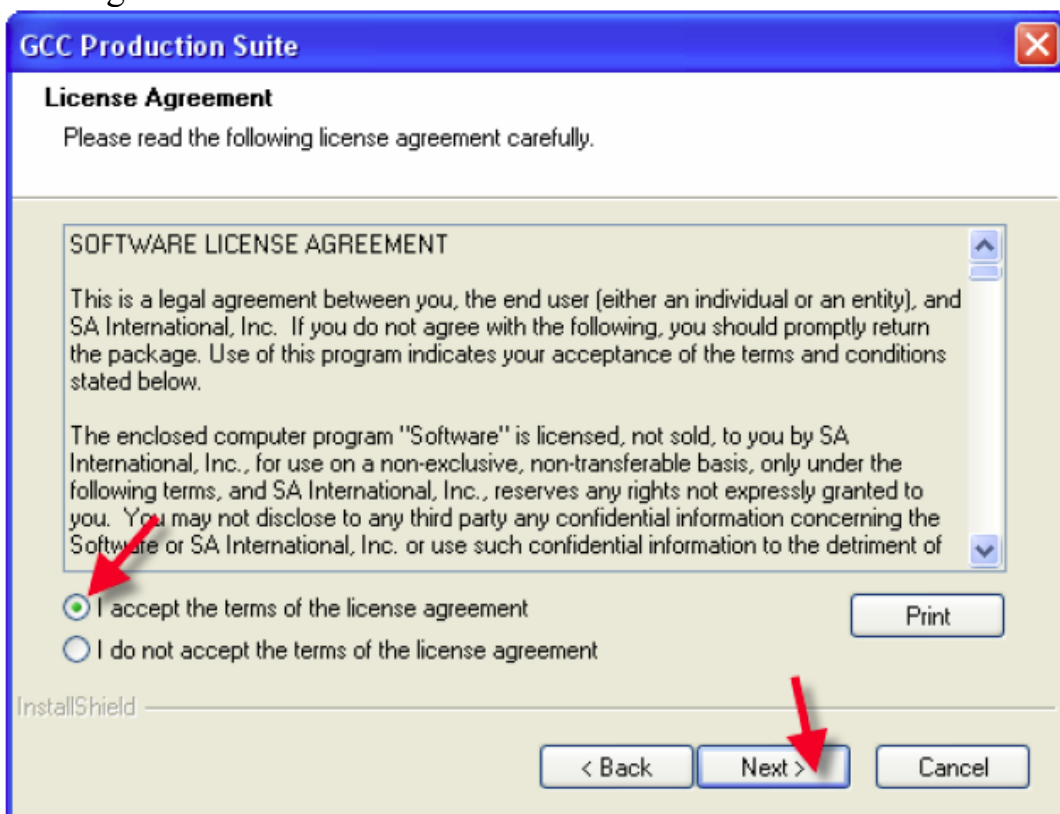 GCC Production Suite
License Agreement
Please read the following license agreement carefully.
SOFTWARE LICENSE AGREEMENT
This is a legal agreement between you, the end user (either an individual or an entity), and
SA International, Inc.  If you do not agree with the following, you should promptly return
the package. Use of this program indicates your acceptance of the terms and conditions
stated below.
The enclosed computer program "Software" is licensed, not sold, to you by SA
International, Inc., for use on a non-exclusive, non-transferable basis, only under the
following terms, and SA International, Inc., reserves any rights not expressly granted to
you.  You may not disclose to any third party any confidential information concerning the
Software or SA International, Inc. or use such confidential information to the detriment of
I accept the terms of the license agreement
Print
I do not accept the terms of the license agreement
InstallShield
< Back
Next >
Cancel